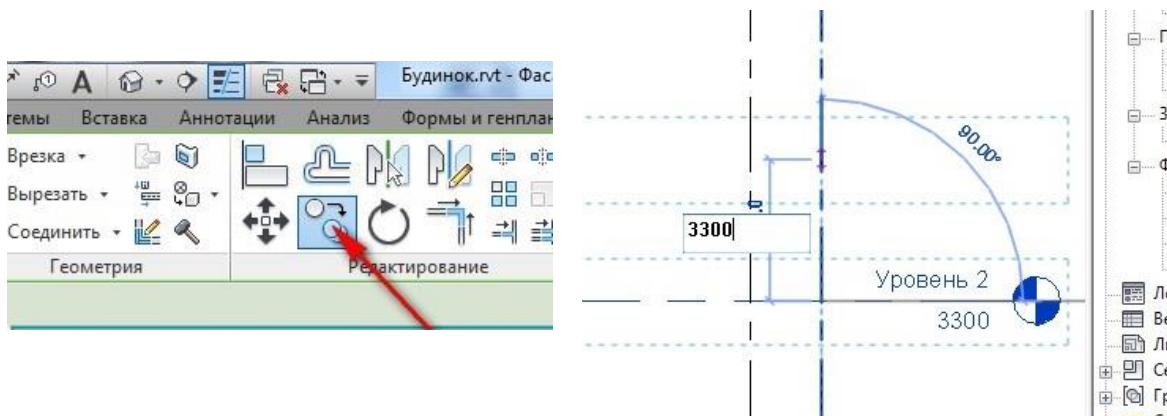 A
Будинок.rvt - Фас
темы Вставка Аннотации Анализ Формы и генплан
Врезка
Вырезать
Соединить
Геометрия Редактирование
90.00°
3300
Уровень 2
3300